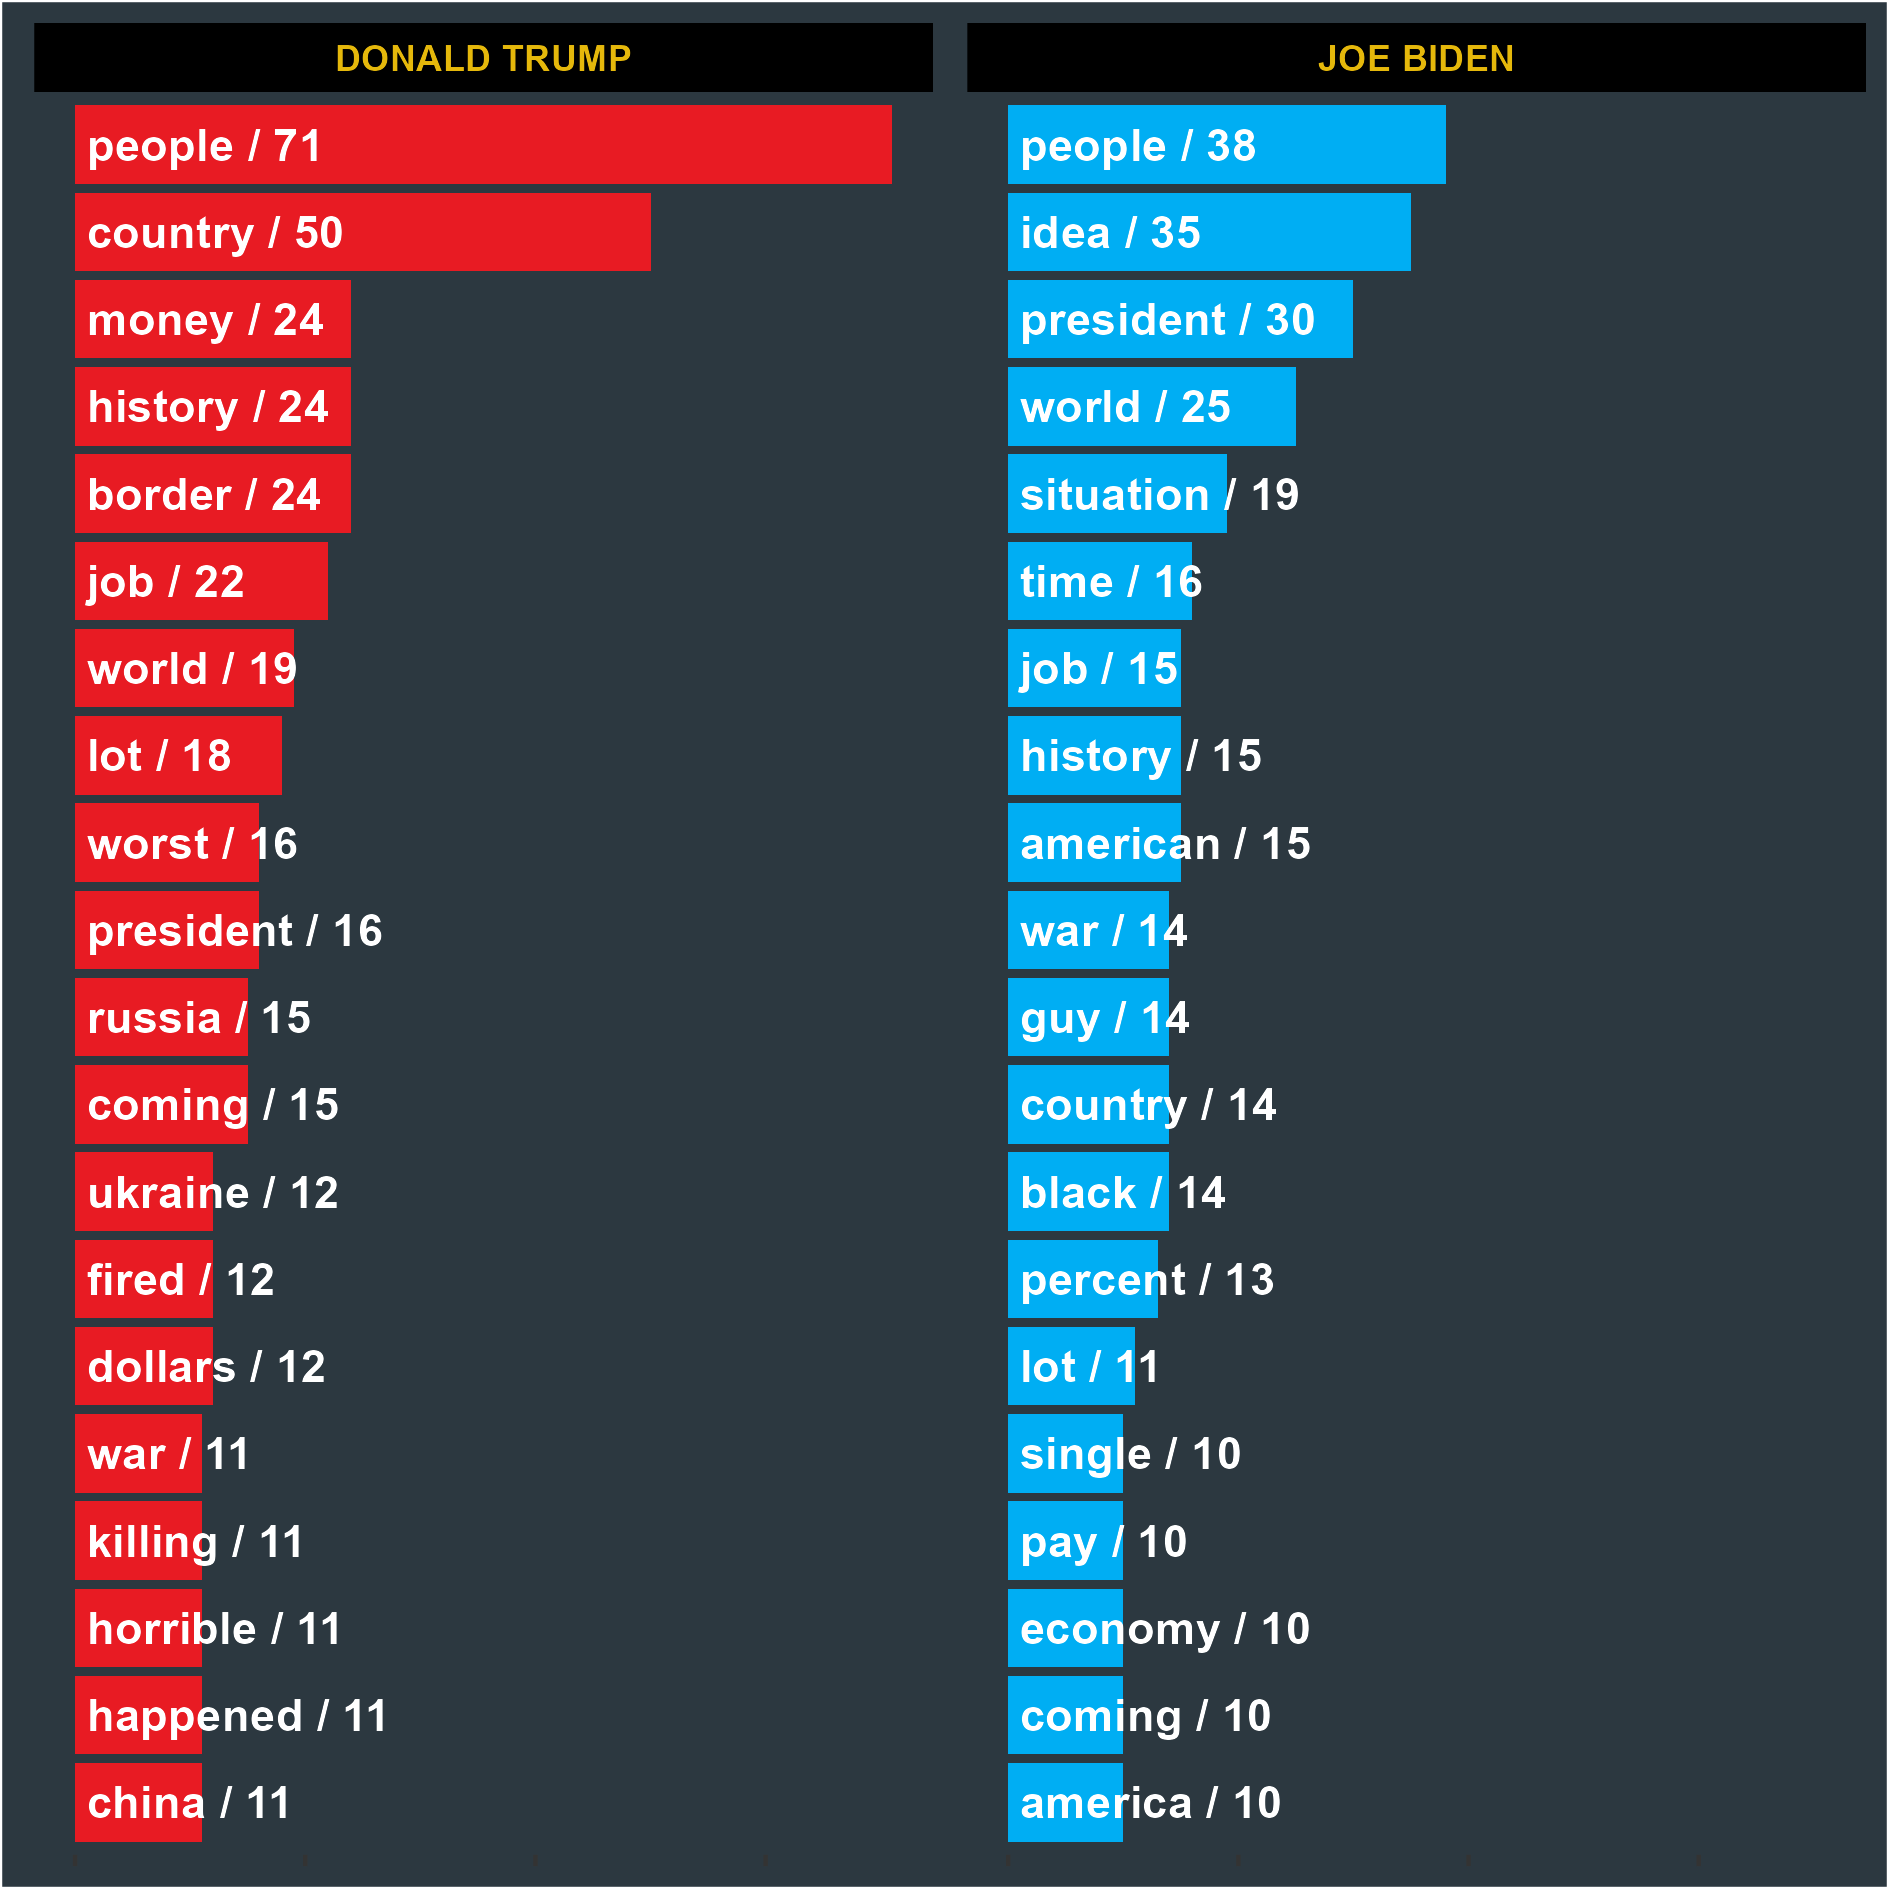 DONALD TRUMP
people / 71
country / 50
money / 24
history / 24
border / 24
job / 22
world / 19
lot / 18
worst / 16
president / 16
russia / 15
coming / 15
ukraine / 12
fired / 12
dollars / 12
war / 11
killing / 11
horrible / 11
happened / 11
china / 11
JOE BIDEN
people / 38
idea / 35
president / 30
world / 25
situation / 19
time / 16
job / 15
history / 15
american / 15
war / 14
guy / 14
country / 14
black / 14
percent / 13
lot / 11
single / 10
pay / 10
economy / 10
coming / 10
america / 10